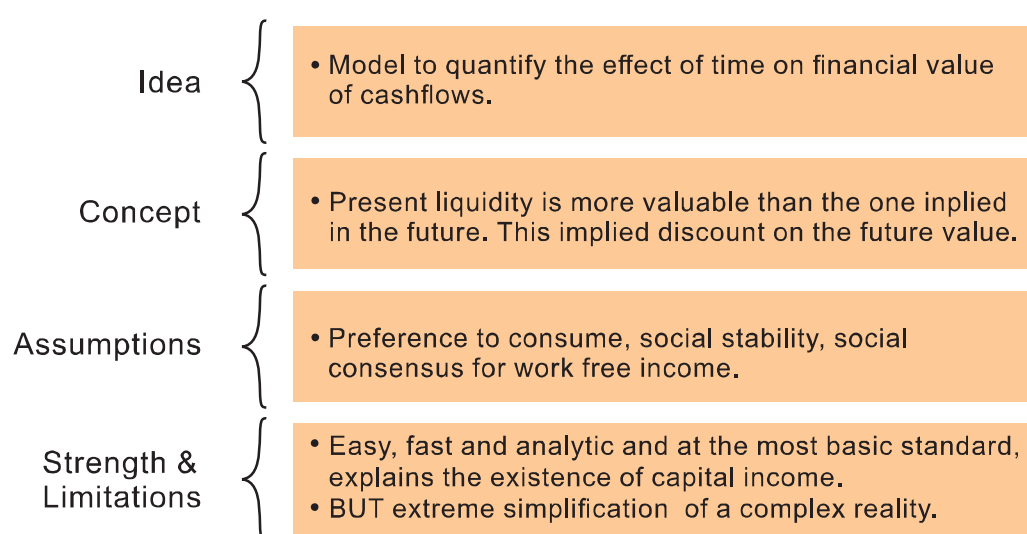 Idea
• Model to quantify the effect of time on financial value
of cashflows.
Concept
• Present liquidity is more valuable than the one inplied
in the future. This implied discount on the future value.
Assumptions
• Preference to consume, social stability, social
consensus for work free income.
Strength &
Limitations
• Easy, fast and analytic and at the most basic standard,
explains the existence of capital income.
• BUT extreme simplification of a complex reality.